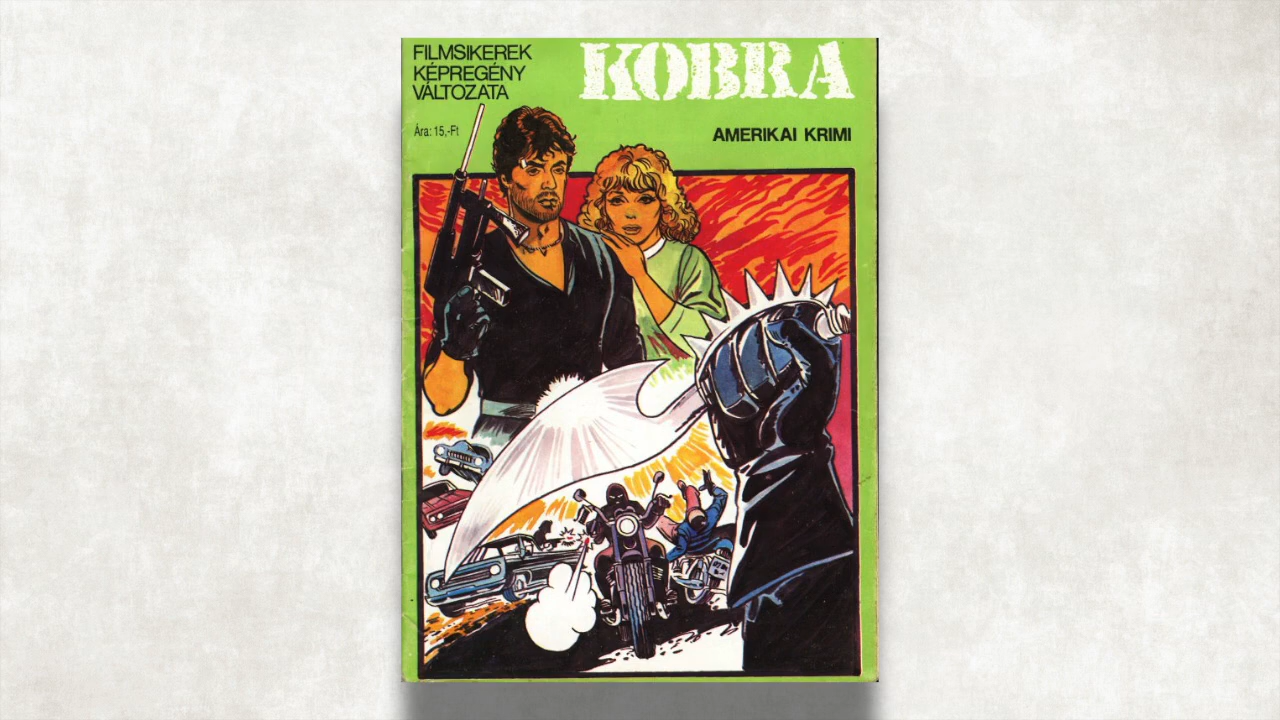 FILMSIKEREK
KÉPREGÉNY
VÁLTOZATA
KOBRA
Ára: 15,-Ft
AMERIKAI KRIMI